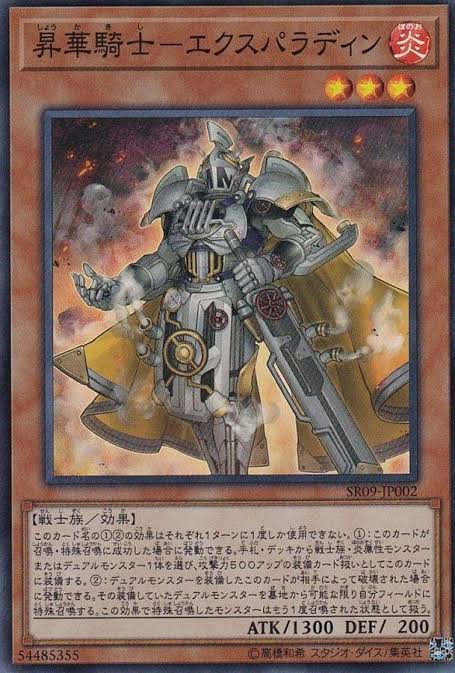 昇華騎士－エクスパラディン
炎
SR09-JP002
【戦士族／効果】
このカード名の①②の効果はそれぞれ1ターンに1度しか使用できない。①：このカードが
召喚・特殊召喚に成功した場合に発動できる。手札・デッキから戦士族・炎属性モンスター
またはデュアルモンスター1体を選び、攻撃力500アップの装備カード扱いとしてこのカード
に装備する。②：デュアルモンスターを装備したこのカードが相手によって破壊された場合
に発動できる。その装備していたデュアルモンスターを墓地から可能な限り自分フィールドに
特殊召喚する。この効果で特殊召喚したモンスターはもう1度召喚された状態として扱う。
ATK/1300 DEF/ 200
54485355
©高橋和希 スタジオ・ダイス/集英社